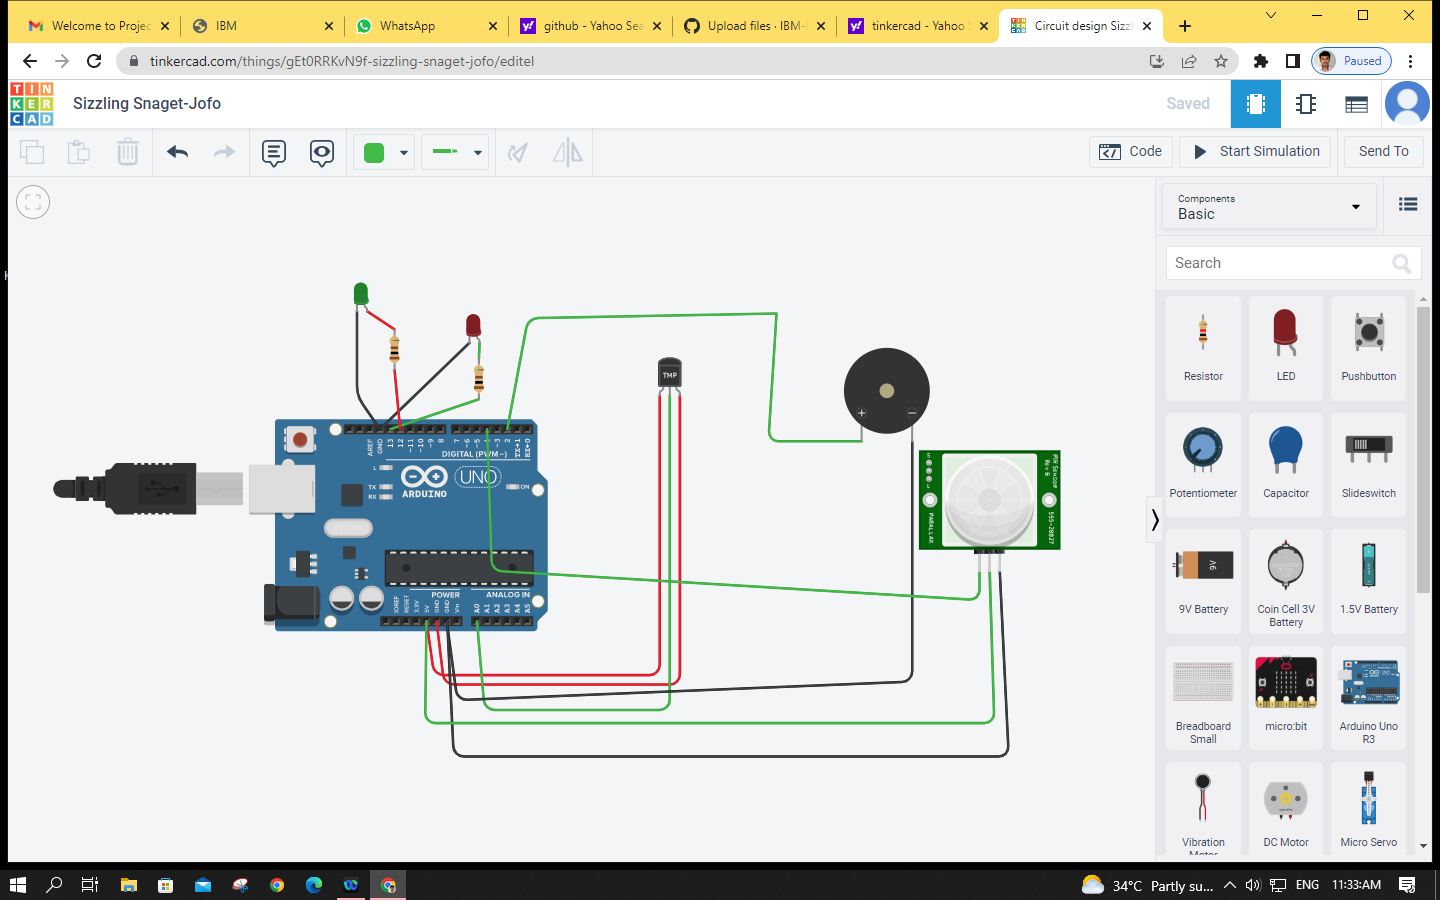 Welcome to Projec
IBM
WhatsApp
github - Yahoo Sea
Upload files · IBM-
tinkercad - Yahoo
Circuit design Sizzl
tinkercad.com/things/gEt0RRKvN9f-sizzling-snaget-jofo/editel
Paused
TIN
KER
CAD
Sizzling Snaget-Jofo
Saved
Code
Start Simulation
Send To
Components
Basic
Search
Resistor
LED
Pushbutton
Potentiometer
Capacitor
Slideswitch
9V
9V Battery
Coin Cell 3V
Battery
1.5V Battery
Breadboard
Small
micro:bit
Arduino Uno
R3
Vibration
Motor
DC Motor
Micro Servo
TMP
AREF
GND
13
12
~11
~10
~9
8
7
~6
~5
~3
2
TX→1
RX←0
DIGITAL (PWM~)
L
TX
RX
ARDUINO
UNO
ON
POWER
ANALOG IN
IOREF
RESET
3.3V
5V
GND
GND
Vin
A0
A1
A2
A3
A4
A5
PIR Sensor
Rev B
555-28027
PARALLAX
34°C
Partly su...
ENG
11:33:AM